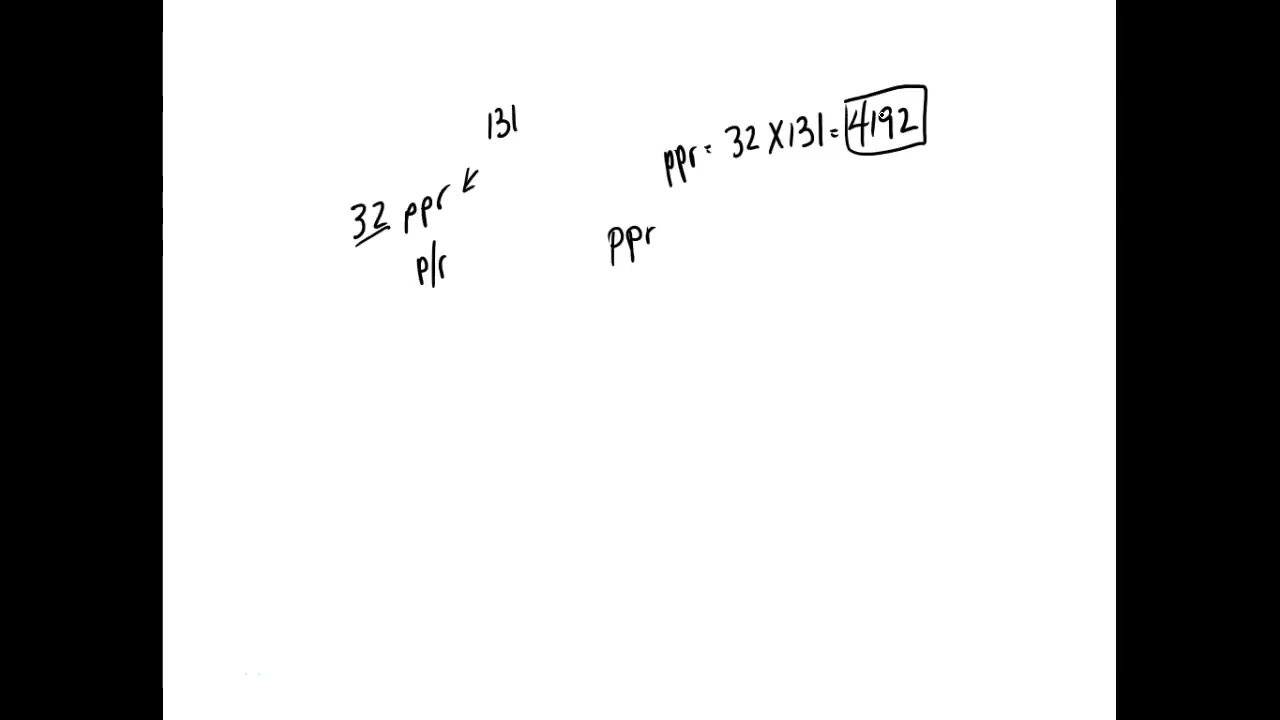 131
32 ppr
p/r
ppr = 32 X 131 = 4192
ppr